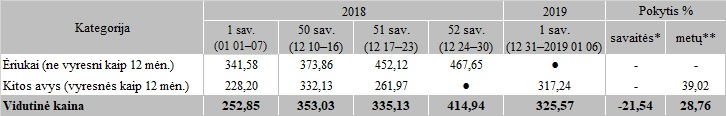 Kategorija 2018 2019 Pokytis %
1 sav. (01 01–07) 50 sav. (12 10–16) 51 sav. (12 17–23) 52 sav. (12 24–30) 1 sav. (12 31–2019 01 06) savaitės* metų**
Ėriukai (ne vyresni kaip 12 mėn.) 341,58 373,86 452,12 467,65 ● - -
Kitos avys (vyresnės kaip 12 mėn.) 228,20 332,13 261,97 ● 317,24 - 39,02
Vidutinė kaina 252,85 353,03 335,13 414,94 325,57 -21,54 28,76